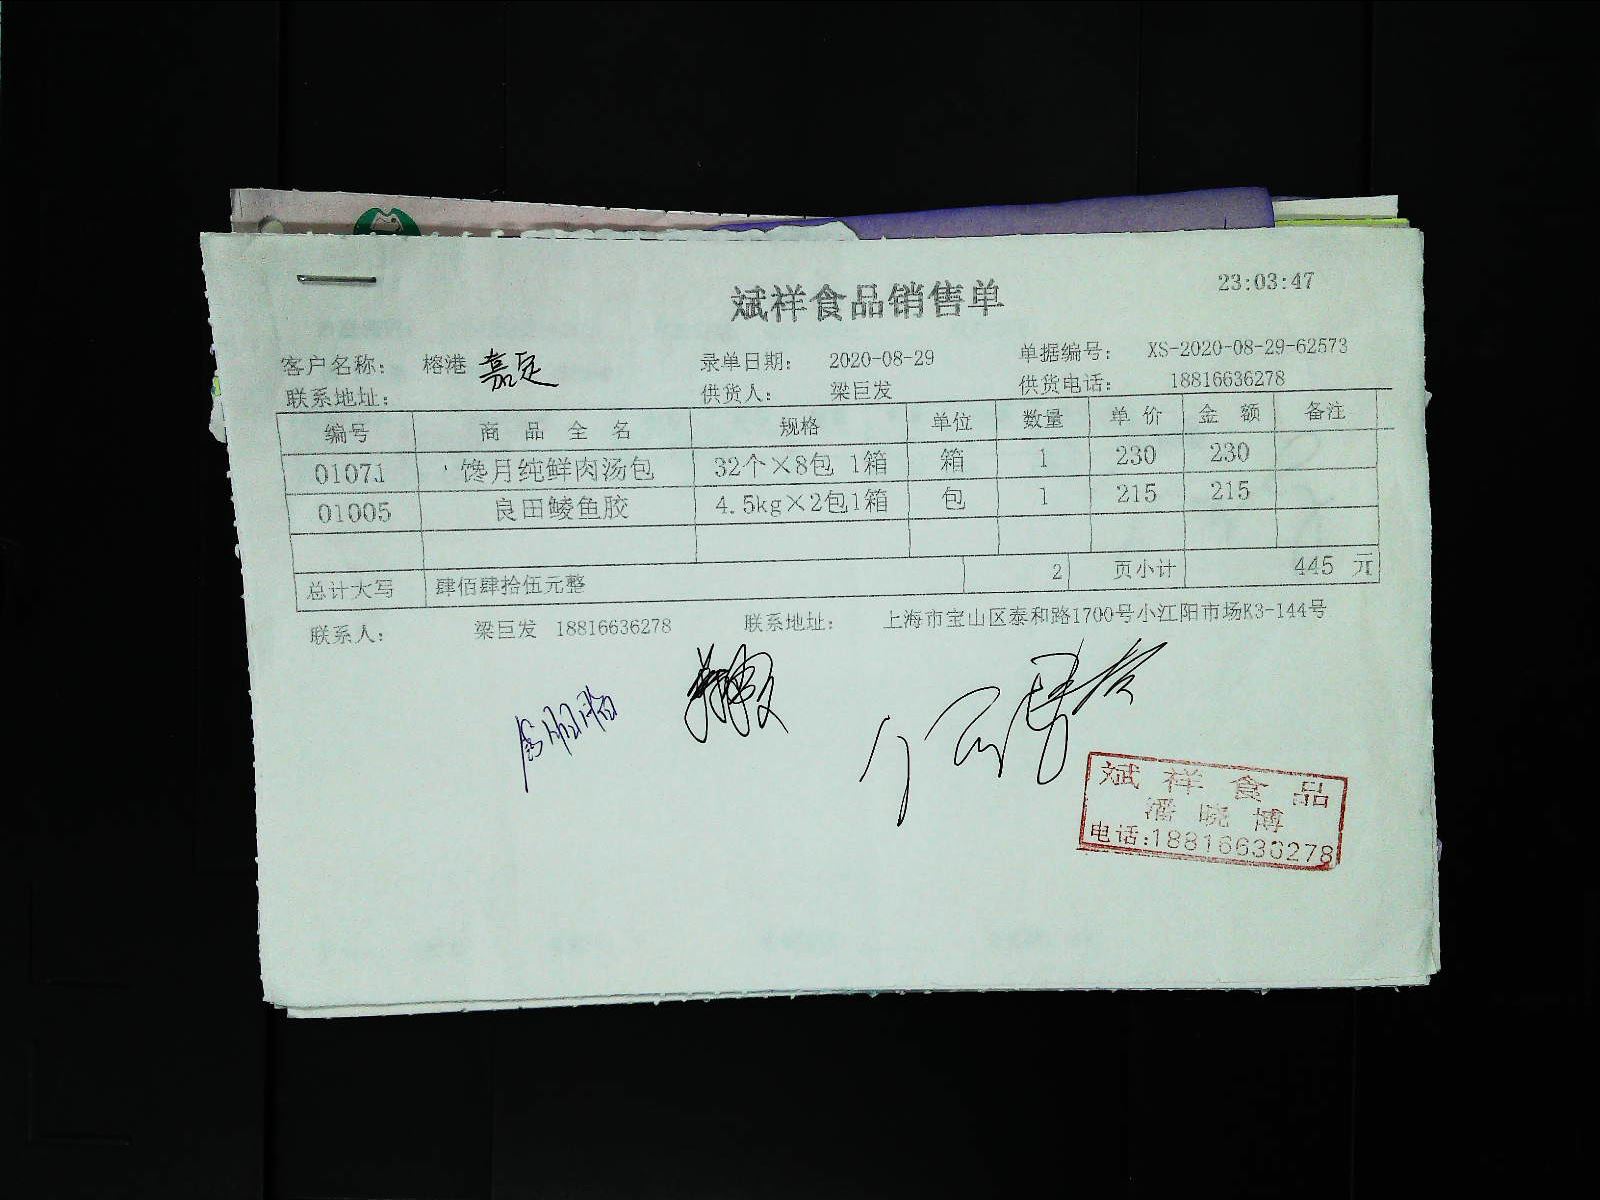 23:03:47
斌祥食品销售单
客户名称: 榕港 嘉定 录单日期: 2020-08-29 单据编号: XS-2020-08-29-62573
联系地址: 供货人: 梁巨发 供货电话: 18816636278
编号 商品全名 规格 单位 数量 单价 金额 备注
01071 馋月纯鲜肉汤包 32个×8包 1箱 箱 1 230 230
01005 良田鲮鱼胶 4.5kg×2包1箱 包 1 215 215
总计大写 肆佰肆拾伍元整 2 页小计 445 元
联系人: 梁巨发 18816636278 联系地址: 上海市宝山区泰和路1700号小江阳市场K3-144号
斌祥食品
潘晓博
电话:18816636278